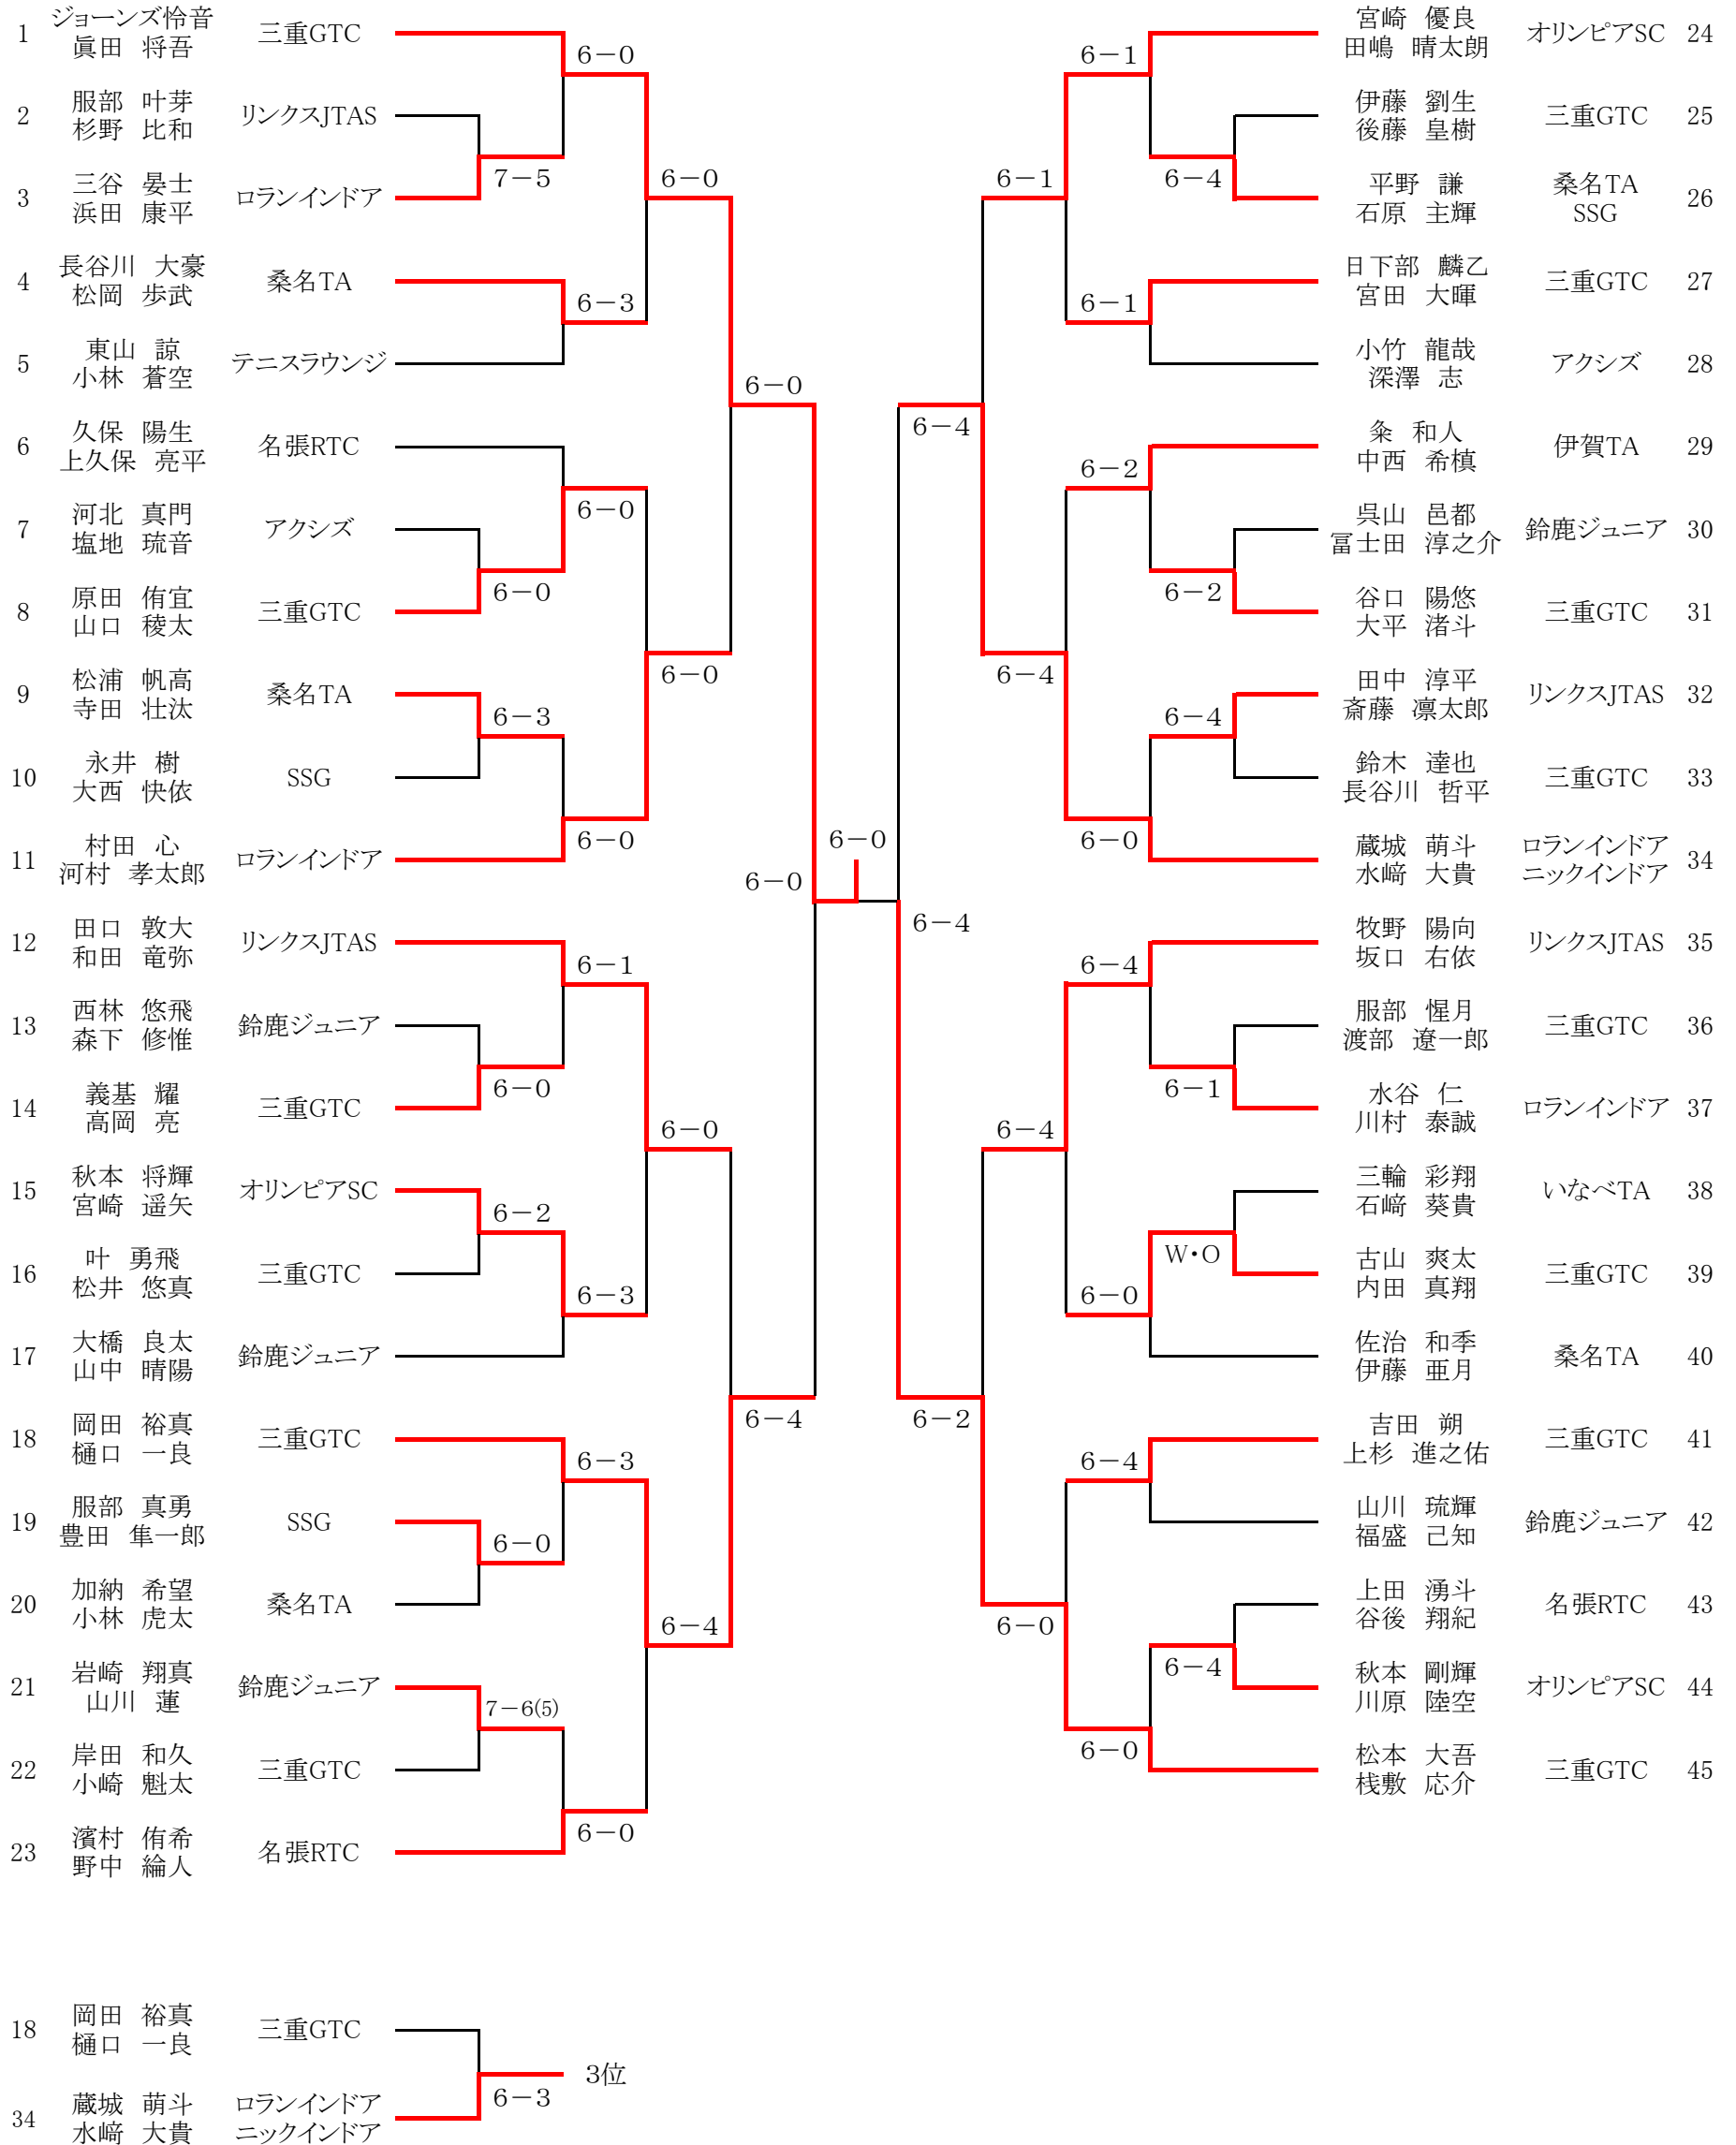 ジョーンズ怜音
1 眞田 将吾 三重GTC
服部 叶芽
2 杉野 比和 リンクスJTAS
三谷 晏士
3 浜田 康平 ロランインドア
長谷川 大豪
4 松岡 歩武 桑名TA
東山 諒
5 小林 蒼空 テニスラウンジ
久保 陽生
6 上久保 亮平 名張RTC
河北 真門
7 塩地 琉音 アクシズ
原田 侑宜
8 山口 稜太 三重GTC
松浦 帆高
9 寺田 壮汰 桑名TA
永井 樹
10 大西 快依 SSG
村田 心
11 河村 孝太郎 ロランインドア
田口 敦大
12 和田 竜弥 リンクスJTAS
西林 悠飛
13 森下 修惟 鈴鹿ジュニア
義基 耀
14 高岡 亮 三重GTC
秋本 将輝
15 宮崎 遥矢 オリンピアSC
叶 勇飛
16 松井 悠真 三重GTC
大橋 良太
17 山中 晴陽 鈴鹿ジュニア
岡田 裕真
18 樋口 一良 三重GTC
服部 真勇
19 豊田 隼一郎 SSG
加納 希望
20 小林 虎太 桑名TA
岩崎 翔真
21 山川 蓮 鈴鹿ジュニア
岸田 和久
22 小崎 魁太 三重GTC
濱村 侑希
23 野中 綸人 名張RTC
6-0
7-5
6-0
6-3
6-0
6-0
6-0
6-0
6-3
6-0
6-0
6-0
6-1
6-0
6-0
6-2
6-3
6-4
6-3
6-0
6-4
7-6(5)
6-0
6-1
6-1
6-4
6-1
6-4
6-2
6-2
6-4
6-4
6-0
6-4
6-4
6-1
6-4
W・O
6-0
6-2
6-4
6-0
6-4
6-0
宮崎 優良
田嶋 晴太朗 オリンピアSC 24
伊藤 劉生
後藤 皇樹 三重GTC 25
平野 謙 桑名TA
石原 主輝 SSG 26
日下部 麟乙
宮田 大暉 三重GTC 27
小竹 龍哉
深澤 志 アクシズ 28
粂 和人
中西 希槙 伊賀TA 29
呉山 邑都
冨士田 淳之介 鈴鹿ジュニア 30
谷口 陽悠
大平 渚斗 三重GTC 31
田中 淳平
斎藤 凛太郎 リンクスJTAS 32
鈴木 達也
長谷川 哲平 三重GTC 33
蔵城 萌斗 ロランインドア
水﨑 大貴 ニックインドア 34
牧野 陽向
坂口 右依 リンクスJTAS 35
服部 惺月
渡部 遼一郎 三重GTC 36
水谷 仁
川村 泰誠 ロランインドア 37
三輪 彩翔
石﨑 葵貴 いなべTA 38
古山 爽太
内田 真翔 三重GTC 39
佐治 和季
伊藤 亜月 桑名TA 40
吉田 朔
上杉 進之佑 三重GTC 41
山川 琉輝
福盛 己知 鈴鹿ジュニア 42
上田 湧斗
谷後 翔紀 名張RTC 43
秋本 剛輝
川原 陸空 オリンピアSC 44
松本 大吾
桟敷 応介 三重GTC 45
岡田 裕真
18 樋口 一良 三重GTC
蔵城 萌斗 ロランインドア
34 水﨑 大貴 ニックインドア
6-3
3位